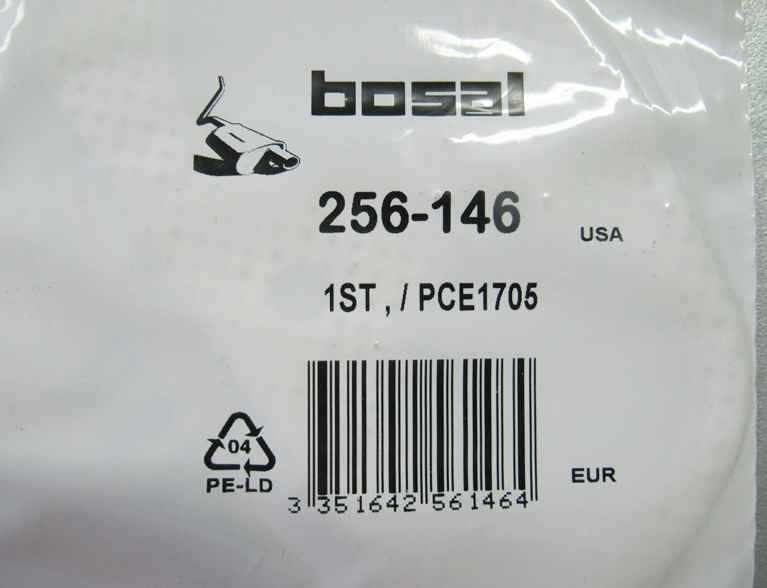 bosal
256-146
USA
1ST , / PCE1705
04
PE-LD
EUR
3 351642 561464